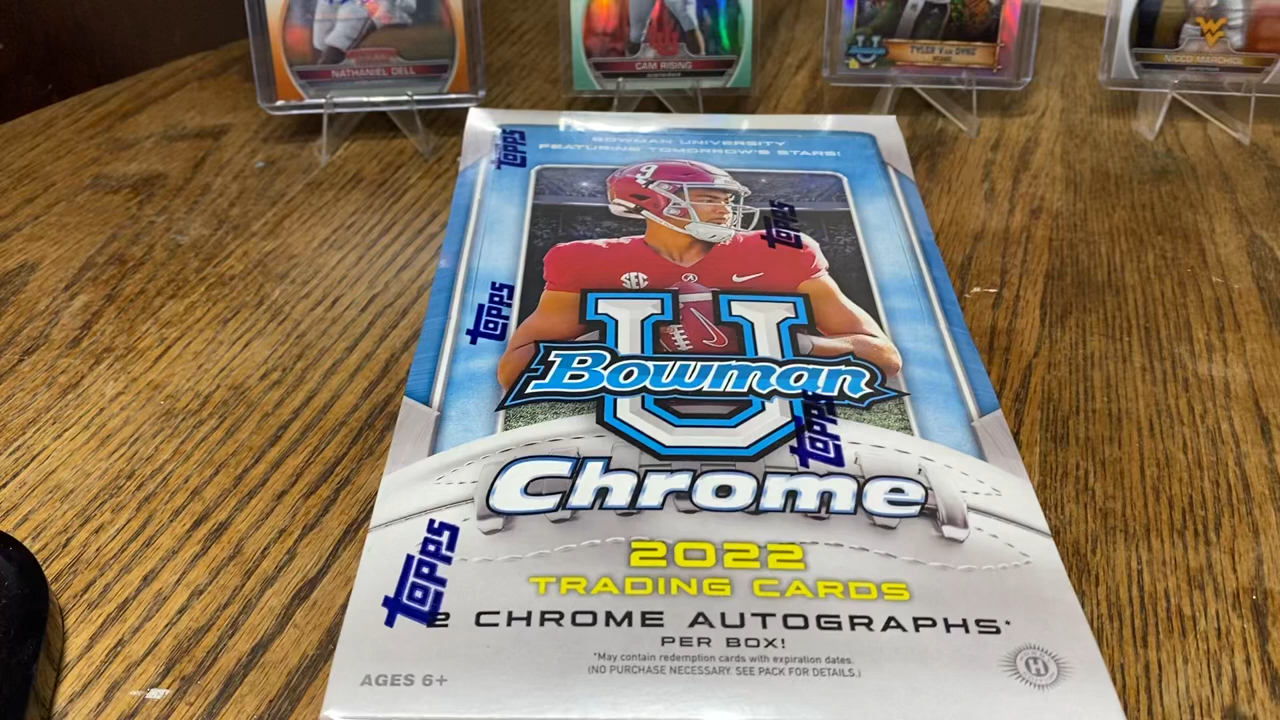 NATHANIEL DELL
CAM RISING
TYLER VAN DYKE
NICCO MARCHIOL
BOWMAN UNIVERSITY
FEATURING TOMORROW'S STARS!
topps
9
topps
SEC
A
topps
U
Bowman
topps
Chrome
2022
TRADING CARDS
topps
2 CHROME AUTOGRAPHS*
PER BOX!
*May contain redemption cards with expiration dates.
(NO PURCHASE NECESSARY. SEE PACK FOR DETAILS.)
AGES 6+
H